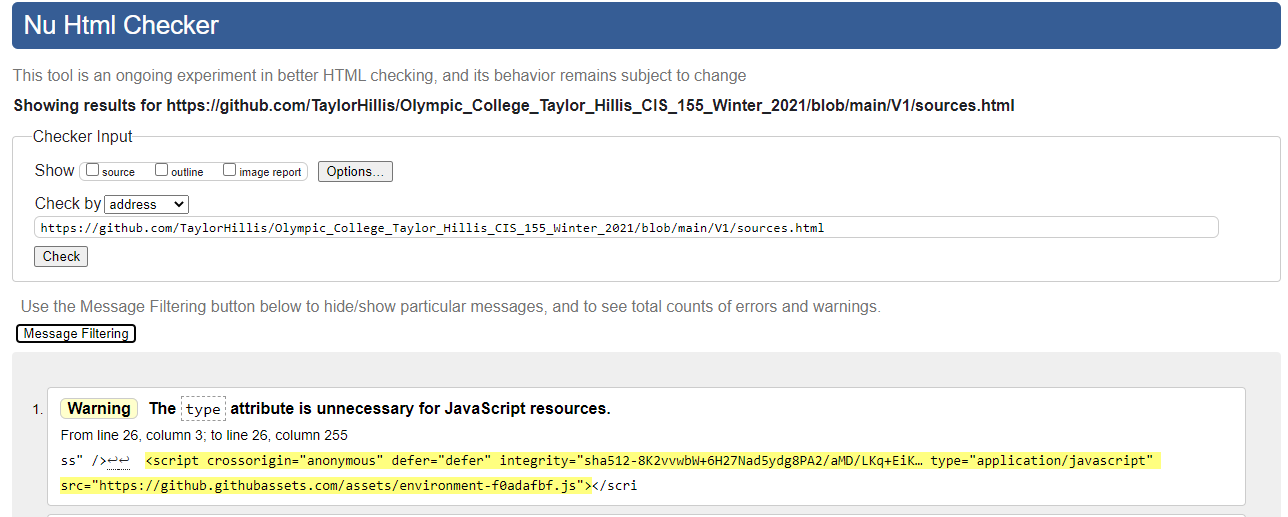 Nu Html Checker
This tool is an ongoing experiment in better HTML checking, and its behavior remains subject to change
Showing results for https://github.com/TaylorHillis/Olympic_College_Taylor_Hillis_CIS_155_Winter_2021/blob/main/V1/sources.html
Checker Input
Show source outline image report Options...
Check by address
https://github.com/TaylorHillis/Olympic_College_Taylor_Hillis_CIS_155_Winter_2021/blob/main/V1/sources.html
Check
Use the Message Filtering button below to hide/show particular messages, and to see total counts of errors and warnings.
Message Filtering
1. Warning The type attribute is unnecessary for JavaScript resources.
From line 26, column 3; to line 26, column 255
ss" />↩↩ <script crossorigin="anonymous" defer="defer" integrity="sha512-8K2vvwbW+6H27Nad5ydg8PA2/aMD/LKq+EiK… type="application/javascript"
src="https://github.githubassets.com/assets/environment-f0adafbf.js"></scri